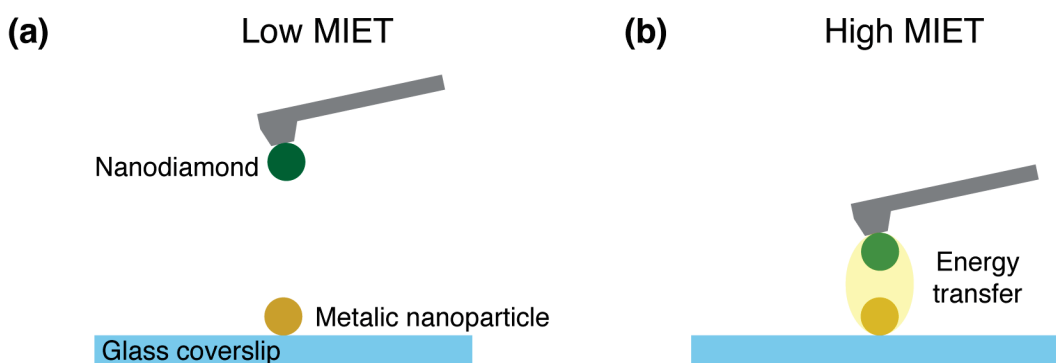 (a) Low MIET
Nanodiamond
Metalic nanoparticle
Glass coverslip
(b) High MIET
Energy
transfer